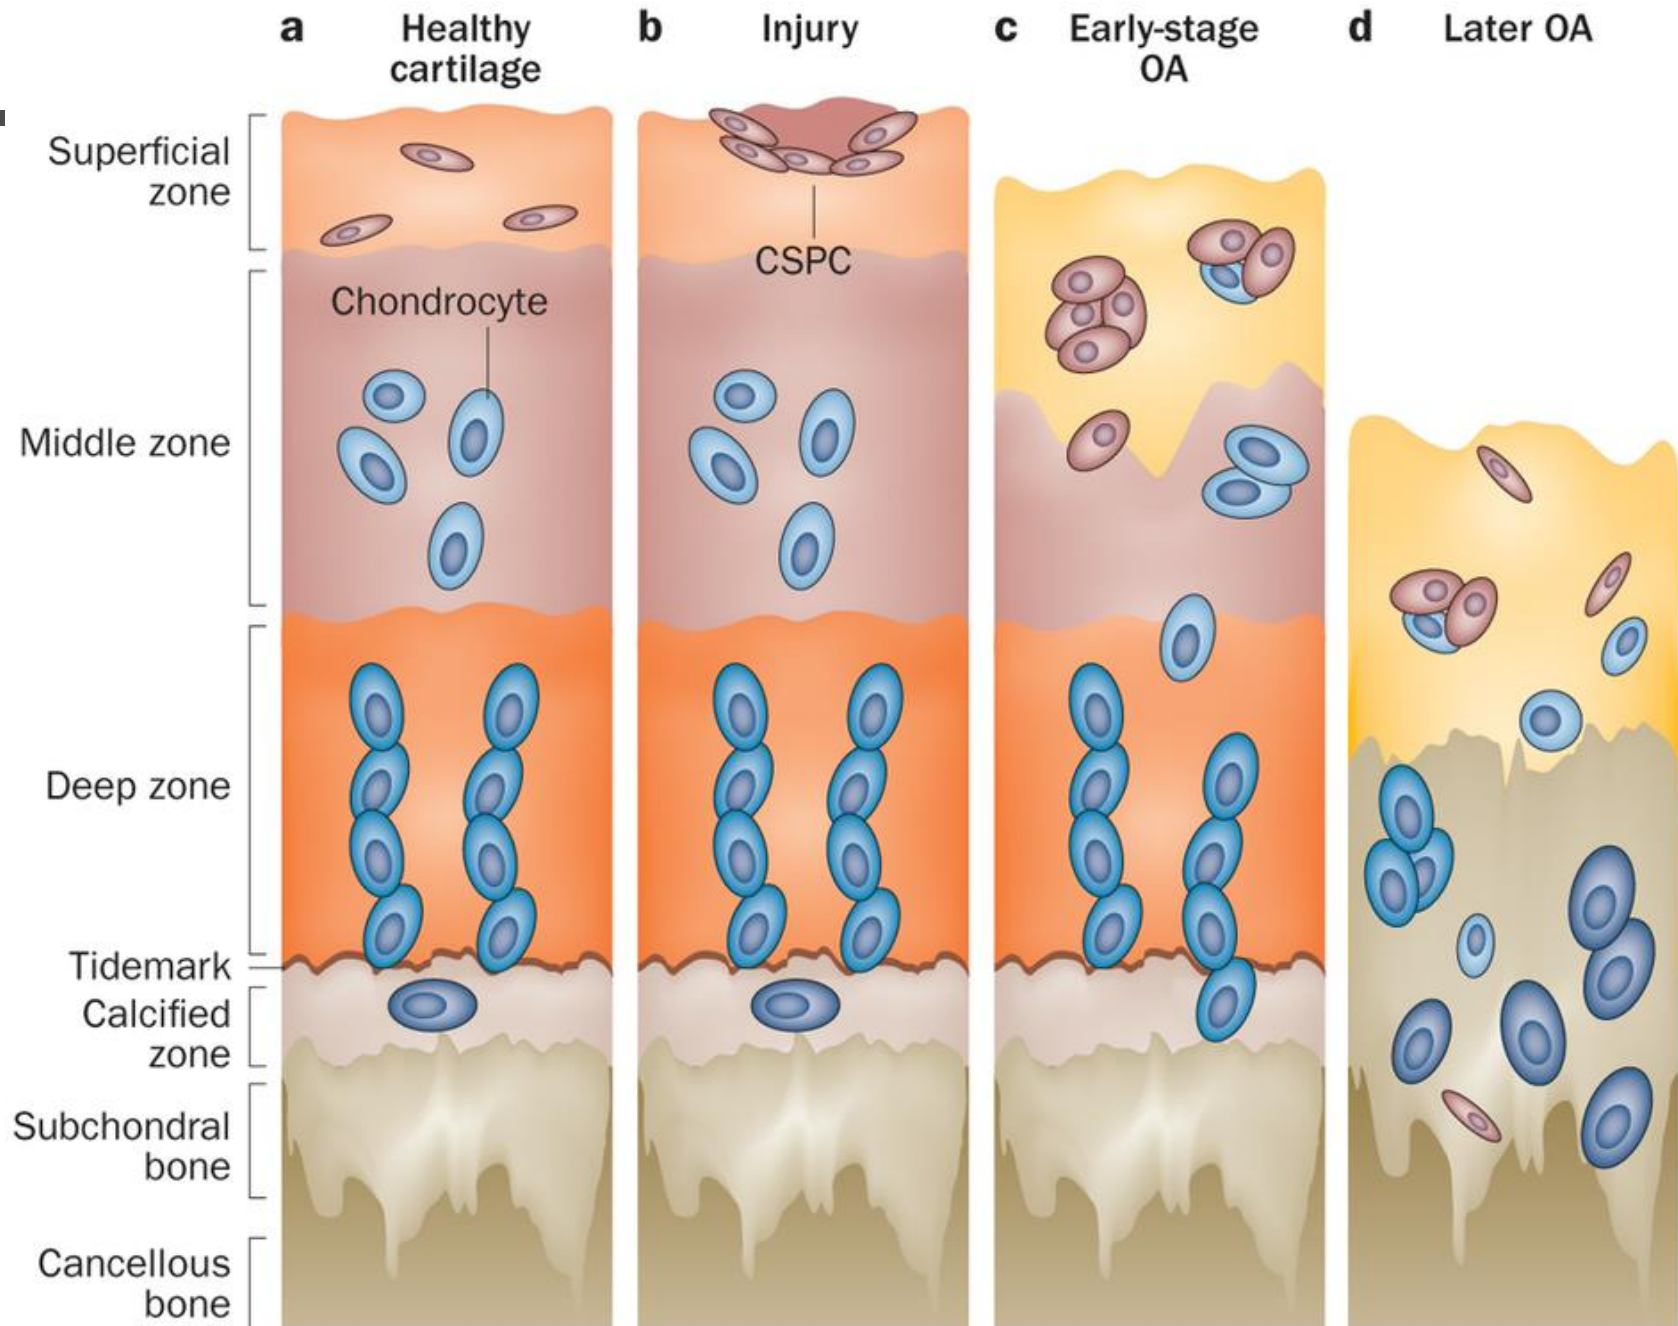 a
Healthy
cartilage
b
Injury
c
Early-stage
OA
d
Later OA
Superficial
zone
CSPC
Chondrocyte
Middle zone
Deep zone
Tidemark
Calcified
zone
Subchondral
bone
Cancellous
bone